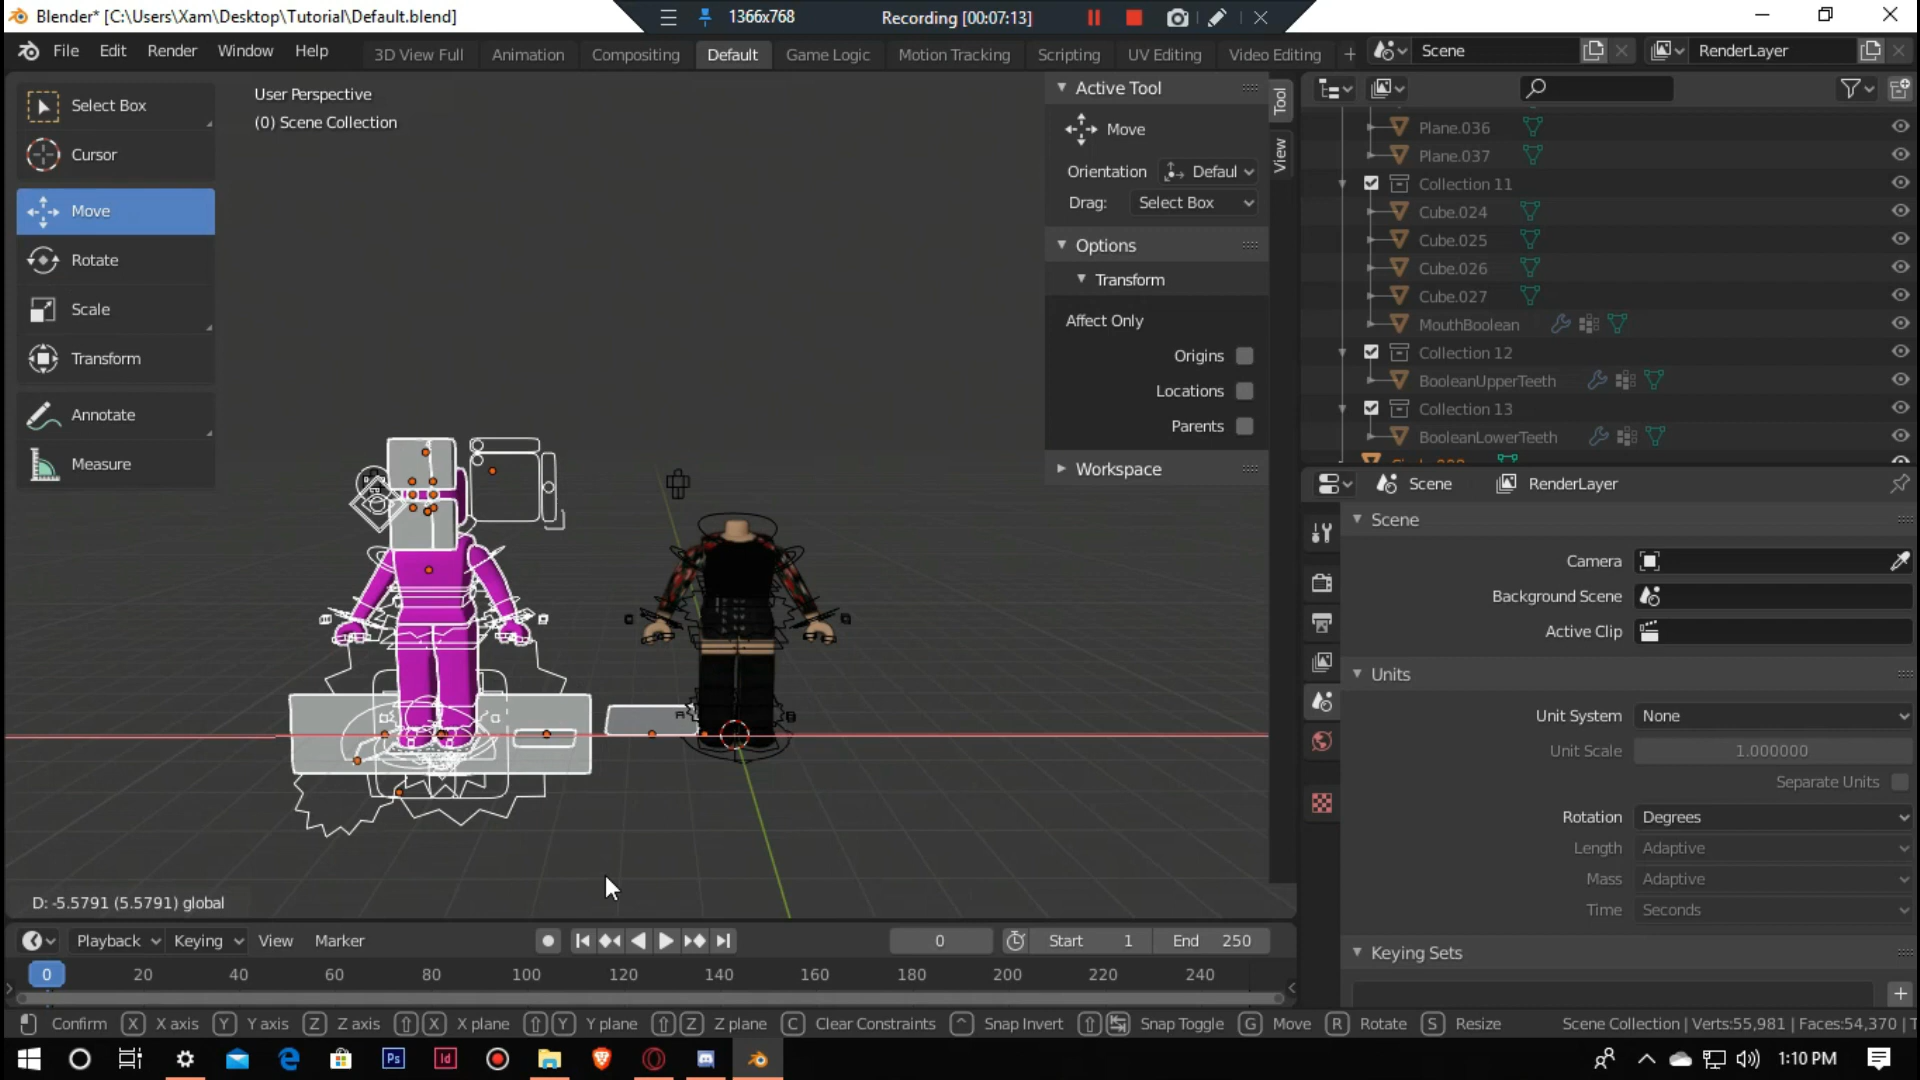 Blender* [C:\Users\Xam\Desktop\Tutorial\Default.blend]
1366x768
Recording [00:07:13]
File Edit Render Window Help
3D View Full Animation Compositing Default Game Logic Motion Tracking Scripting UV Editing Video Editing +
Scene
RenderLayer
Select Box
Cursor
Move
Rotate
Scale
Transform
Annotate
Measure
User Perspective
(0) Scene Collection
Active Tool
Move
Orientation Defaul
Drag: Select Box
Options
Transform
Affect Only
Origins
Locations
Parents
Workspace
Tool
View
Plane.036
Plane.037
Collection 11
Cube.024
Cube.025
Cube.026
Cube.027
MouthBoolean
Collection 12
BooleanUpperTeeth
Collection 13
BooleanLowerTeeth
Scene RenderLayer
Scene
Camera
Background Scene
Active Clip
Units
Unit System None
Unit Scale 1.000000
Separate Units
Rotation Degrees
Length Adaptive
Mass Adaptive
Time Seconds
Keying Sets
D: -5.5791 (5.5791) global
Playback Keying View Marker
0 Start 1 End 250
0 20 40 60 80 100 120 140 160 180 200 220 240
Confirm X X axis Y Y axis Z Z axis X X plane Y Y plane Z Z plane C Clear Constraints Snap Invert Snap Toggle G Move R Rotate S Resize
Scene Collection | Verts:55,981 | Faces:54,370 | T
Ps Id
1:10 PM